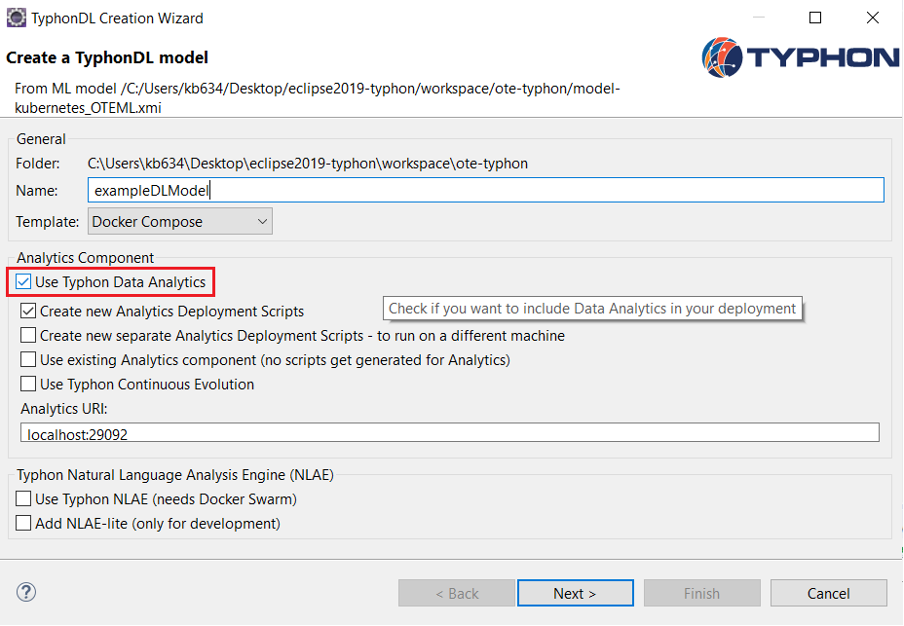 TyphonDL Creation Wizard
Create a TyphonDL model
TYPHON
From ML model /C:/Users/kb634/Desktop/eclipse2019-typhon/workspace/ote-typhon/model-
kubernetes_OTEML.xmi
General
Folder: C:\Users\kb634\Desktop\eclipse2019-typhon\workspace\ote-typhon
Name: exampleDLModel
Template: Docker Compose
Analytics Component
Use Typhon Data Analytics
Create new Analytics Deployment Scripts
Check if you want to include Data Analytics in your deployment
Create new separate Analytics Deployment Scripts - to run on a different machine
Use existing Analytics component (no scripts get generated for Analytics)
Use Typhon Continuous Evolution
Analytics URI:
localhost:29092
Typhon Natural Language Analysis Engine (NLAE)
Use Typhon NLAE (needs Docker Swarm)
Add NLAE-lite (only for development)
? < Back Next > Finish Cancel